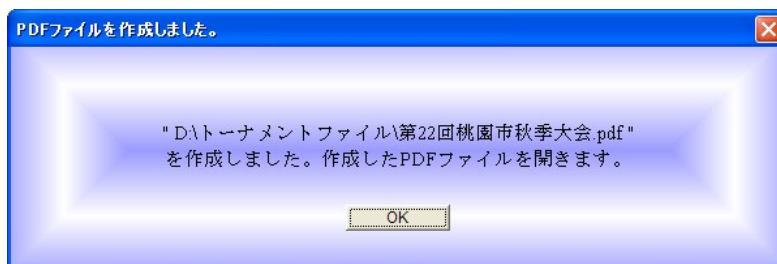 PDFファイルを作成しました。
" D:\トーナメントファイル\第22回桃園市秋季大会.pdf "
を作成しました。作成したPDFファイルを開きます。
OK